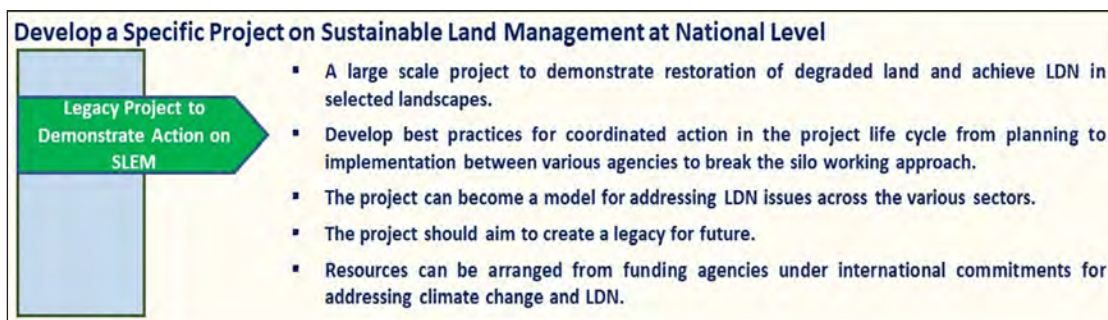 Develop a Specific Project on Sustainable Land Management at National Level
Legacy Project to
Demonstrate Action on
SLEM
▪ A large scale project to demonstrate restoration of degraded land and achieve LDN in
selected landscapes.
▪ Develop best practices for coordinated action in the project life cycle from planning to
implementation between various agencies to break the silo working approach.
▪ The project can become a model for addressing LDN issues across the various sectors.
▪ The project should aim to create a legacy for future.
▪ Resources can be arranged from funding agencies under international commitments for
addressing climate change and LDN.